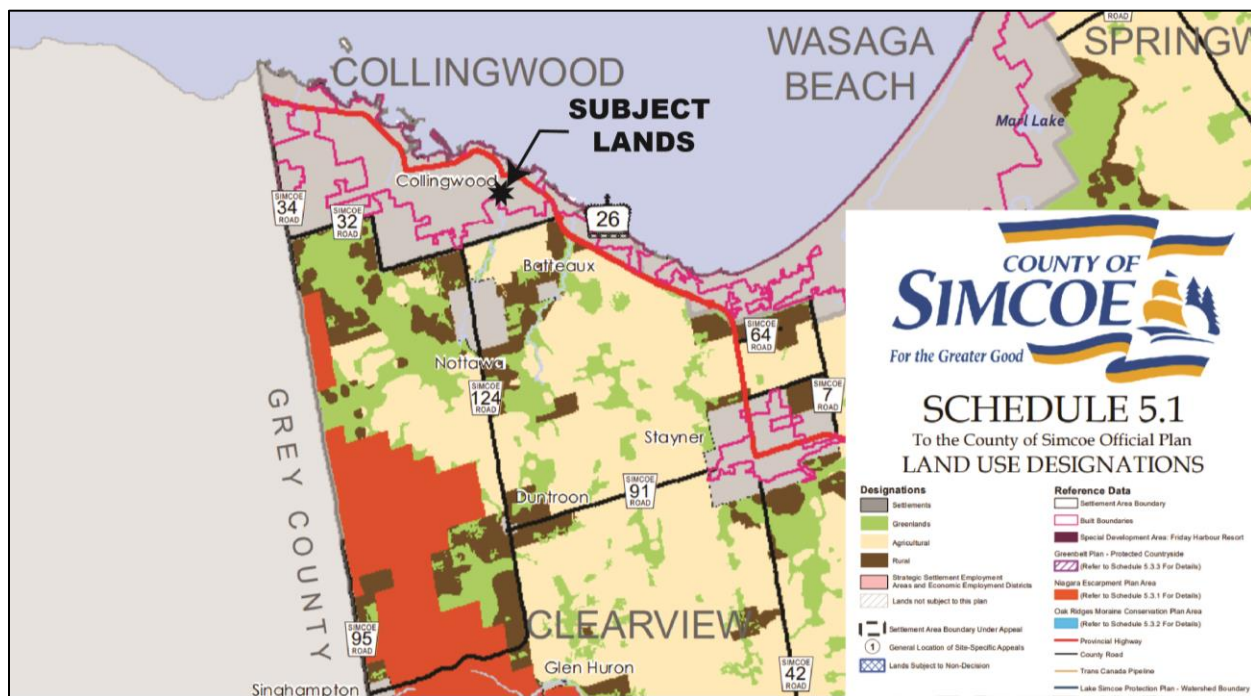 COLLINGWOOD
WASAGA
BEACH
SPRINGW
ROAD
SUBJECT
LANDS
Marl Lake
Collingwood
SIMCOE
34
ROAD
SIMCOE
32
ROAD
26
Batteaux
Nottawa
SIMCOE
124
ROAD
SIMCOE
64
ROAD
SIMCOE
7
ROAD
Stayner
GREY COUNTY
Duntroon
SIMCOE
91
ROAD
CLEARVIEW
SIMCOE
95
ROAD
Singhampton
Glen Huron
SIMCOE
42
ROAD
COUNTY OF
SIMCOE
For the Greater Good
SCHEDULE 5.1
To the County of Simcoe Official Plan
LAND USE DESIGNATIONS
Designations
Settlements
Greenlands
Agricultural
Rural
Strategic Settlement Employment
Areas and Economic Employment Districts
Lands not subject to this plan
Settlement Area Boundary Under Appeal
1 General Location of Site-Specific Appeals
Lands Subject to Non-Decision
Reference Data
Settlement Area Boundary
Built Boundaries
Special Development Area: Friday Harbour Resort
Greenbelt Plan - Protected Countryside
(Refer to Schedule 5.3.3 For Details)
Niagara Escarpment Plan Area
(Refer to Schedule 5.3.1 For Details)
Oak Ridges Moraine Conservation Plan Area
(Refer to Schedule 5.3.2 For Details)
Provincial Highway
County Road
Trans Canada Pipeline
Lake Simcoe Protection Plan - Watershed Boundary